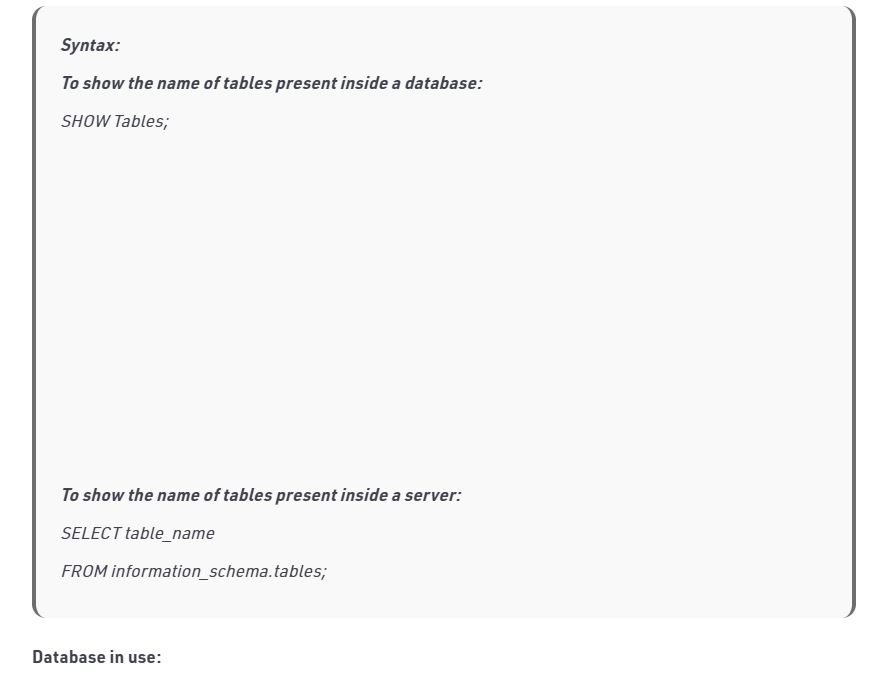 Syntax:
To show the name of tables present inside a database:
SHOW Tables;
To show the name of tables present inside a server:
SELECT table_name
FROM information_schema.tables;
Database in use: